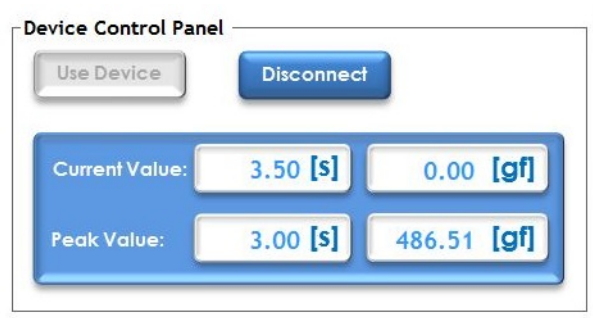 Device Control Panel
Use Device Disconnect
Current Value: 3.50 [s] 0.00 [gf]
Peak Value: 3.00 [s] 486.51 [gf]